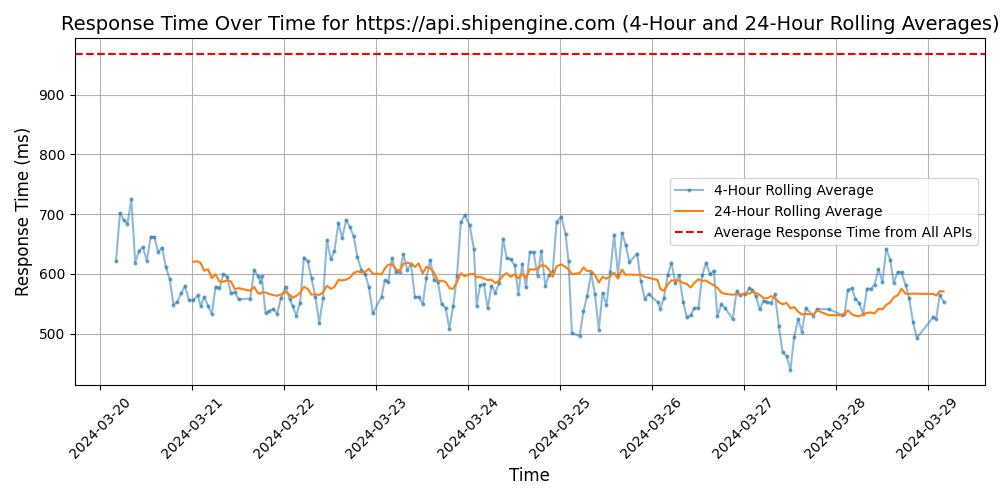 Response Time Over Time for https://api.shipengine.com (4-Hour and 24-Hour Rolling Averages)
Response Time (ms)
900
800
700
600
500
4-Hour Rolling Average
24-Hour Rolling Average
Average Response Time from All APIs
2024-03-20
2024-03-21
2024-03-22
2024-03-23
2024-03-24
2024-03-25
2024-03-26
2024-03-27
2024-03-28
2024-03-29
Time